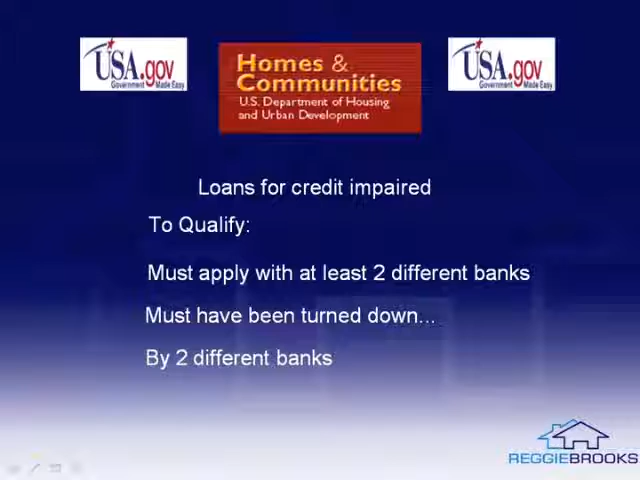 USA.gov
Government Made Easy
Homes &
Communities
U.S. Department of Housing
and Urban Development
USA.gov
Government Made Easy
Loans for credit impaired
To Qualify:
Must apply with at least 2 different banks
Must have been turned down...
By 2 different banks
REGGIEBROOKS